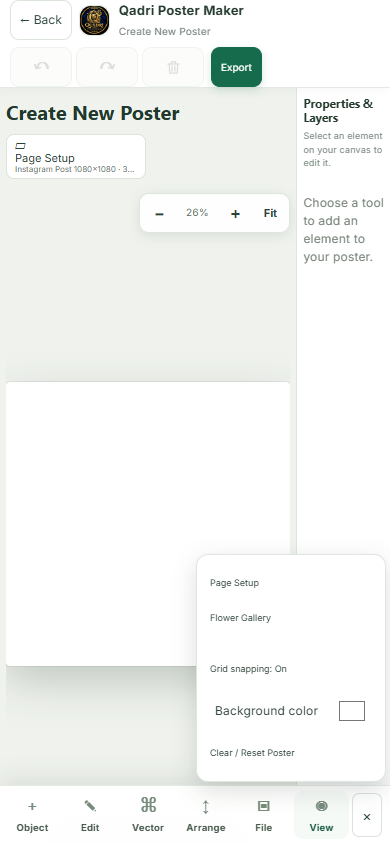 ← Back
Qadri Poster Maker
Create New Poster
Export
Create New Poster
Page Setup
Instagram Post 1080×1080 · 3...
− 26% + Fit
Properties &
Layers
Select an element
on your canvas to
edit it.
Choose a tool
to add an
element to
your poster.
Page Setup
Flower Gallery
Grid snapping: On
Background color
Clear / Reset Poster
Object
Edit
Vector
Arrange
File
View
×